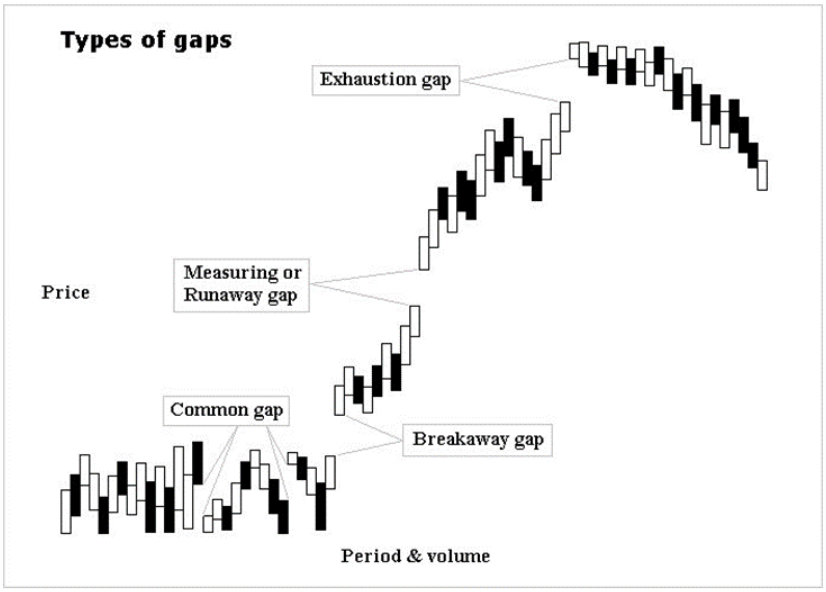 Types of gaps
Exhaustion gap
Measuring or
Runaway gap
Price
Common gap
Breakaway gap
Period & volume